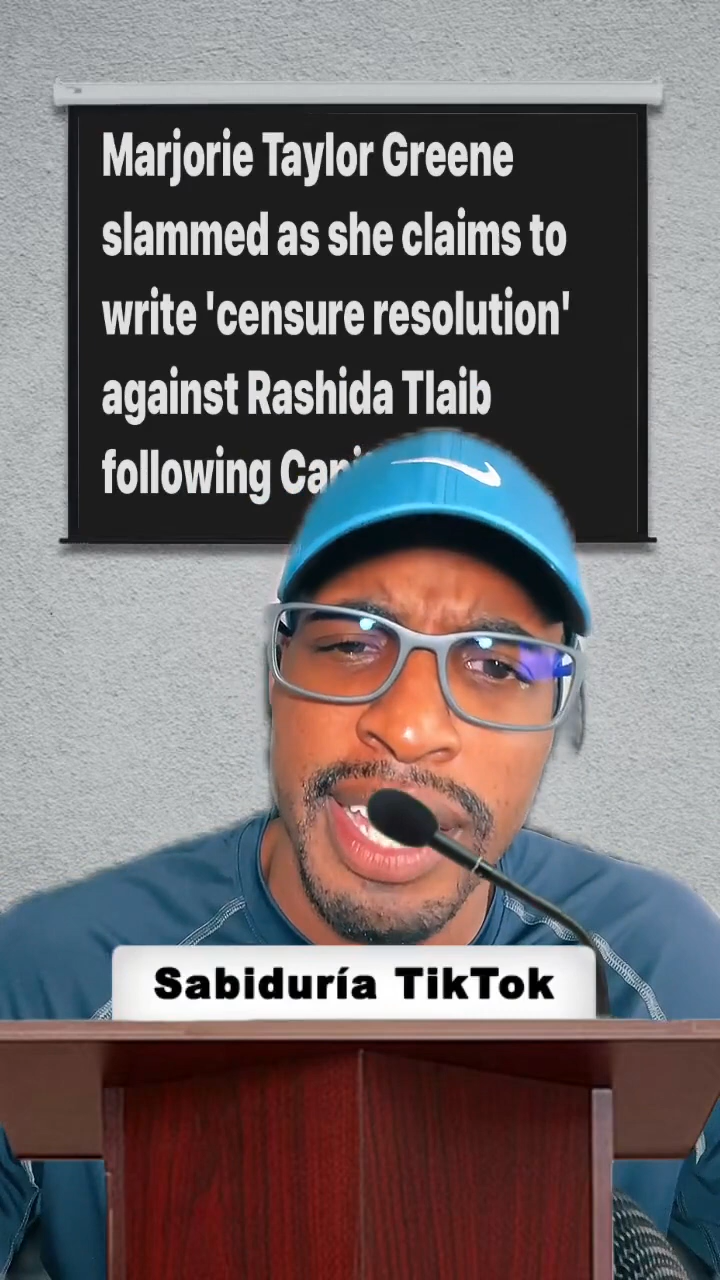 Marjorie Taylor Greene
slammed as she claims to
write 'censure resolution'
against Rashida Tlaib
following
Sabiduría TikTok